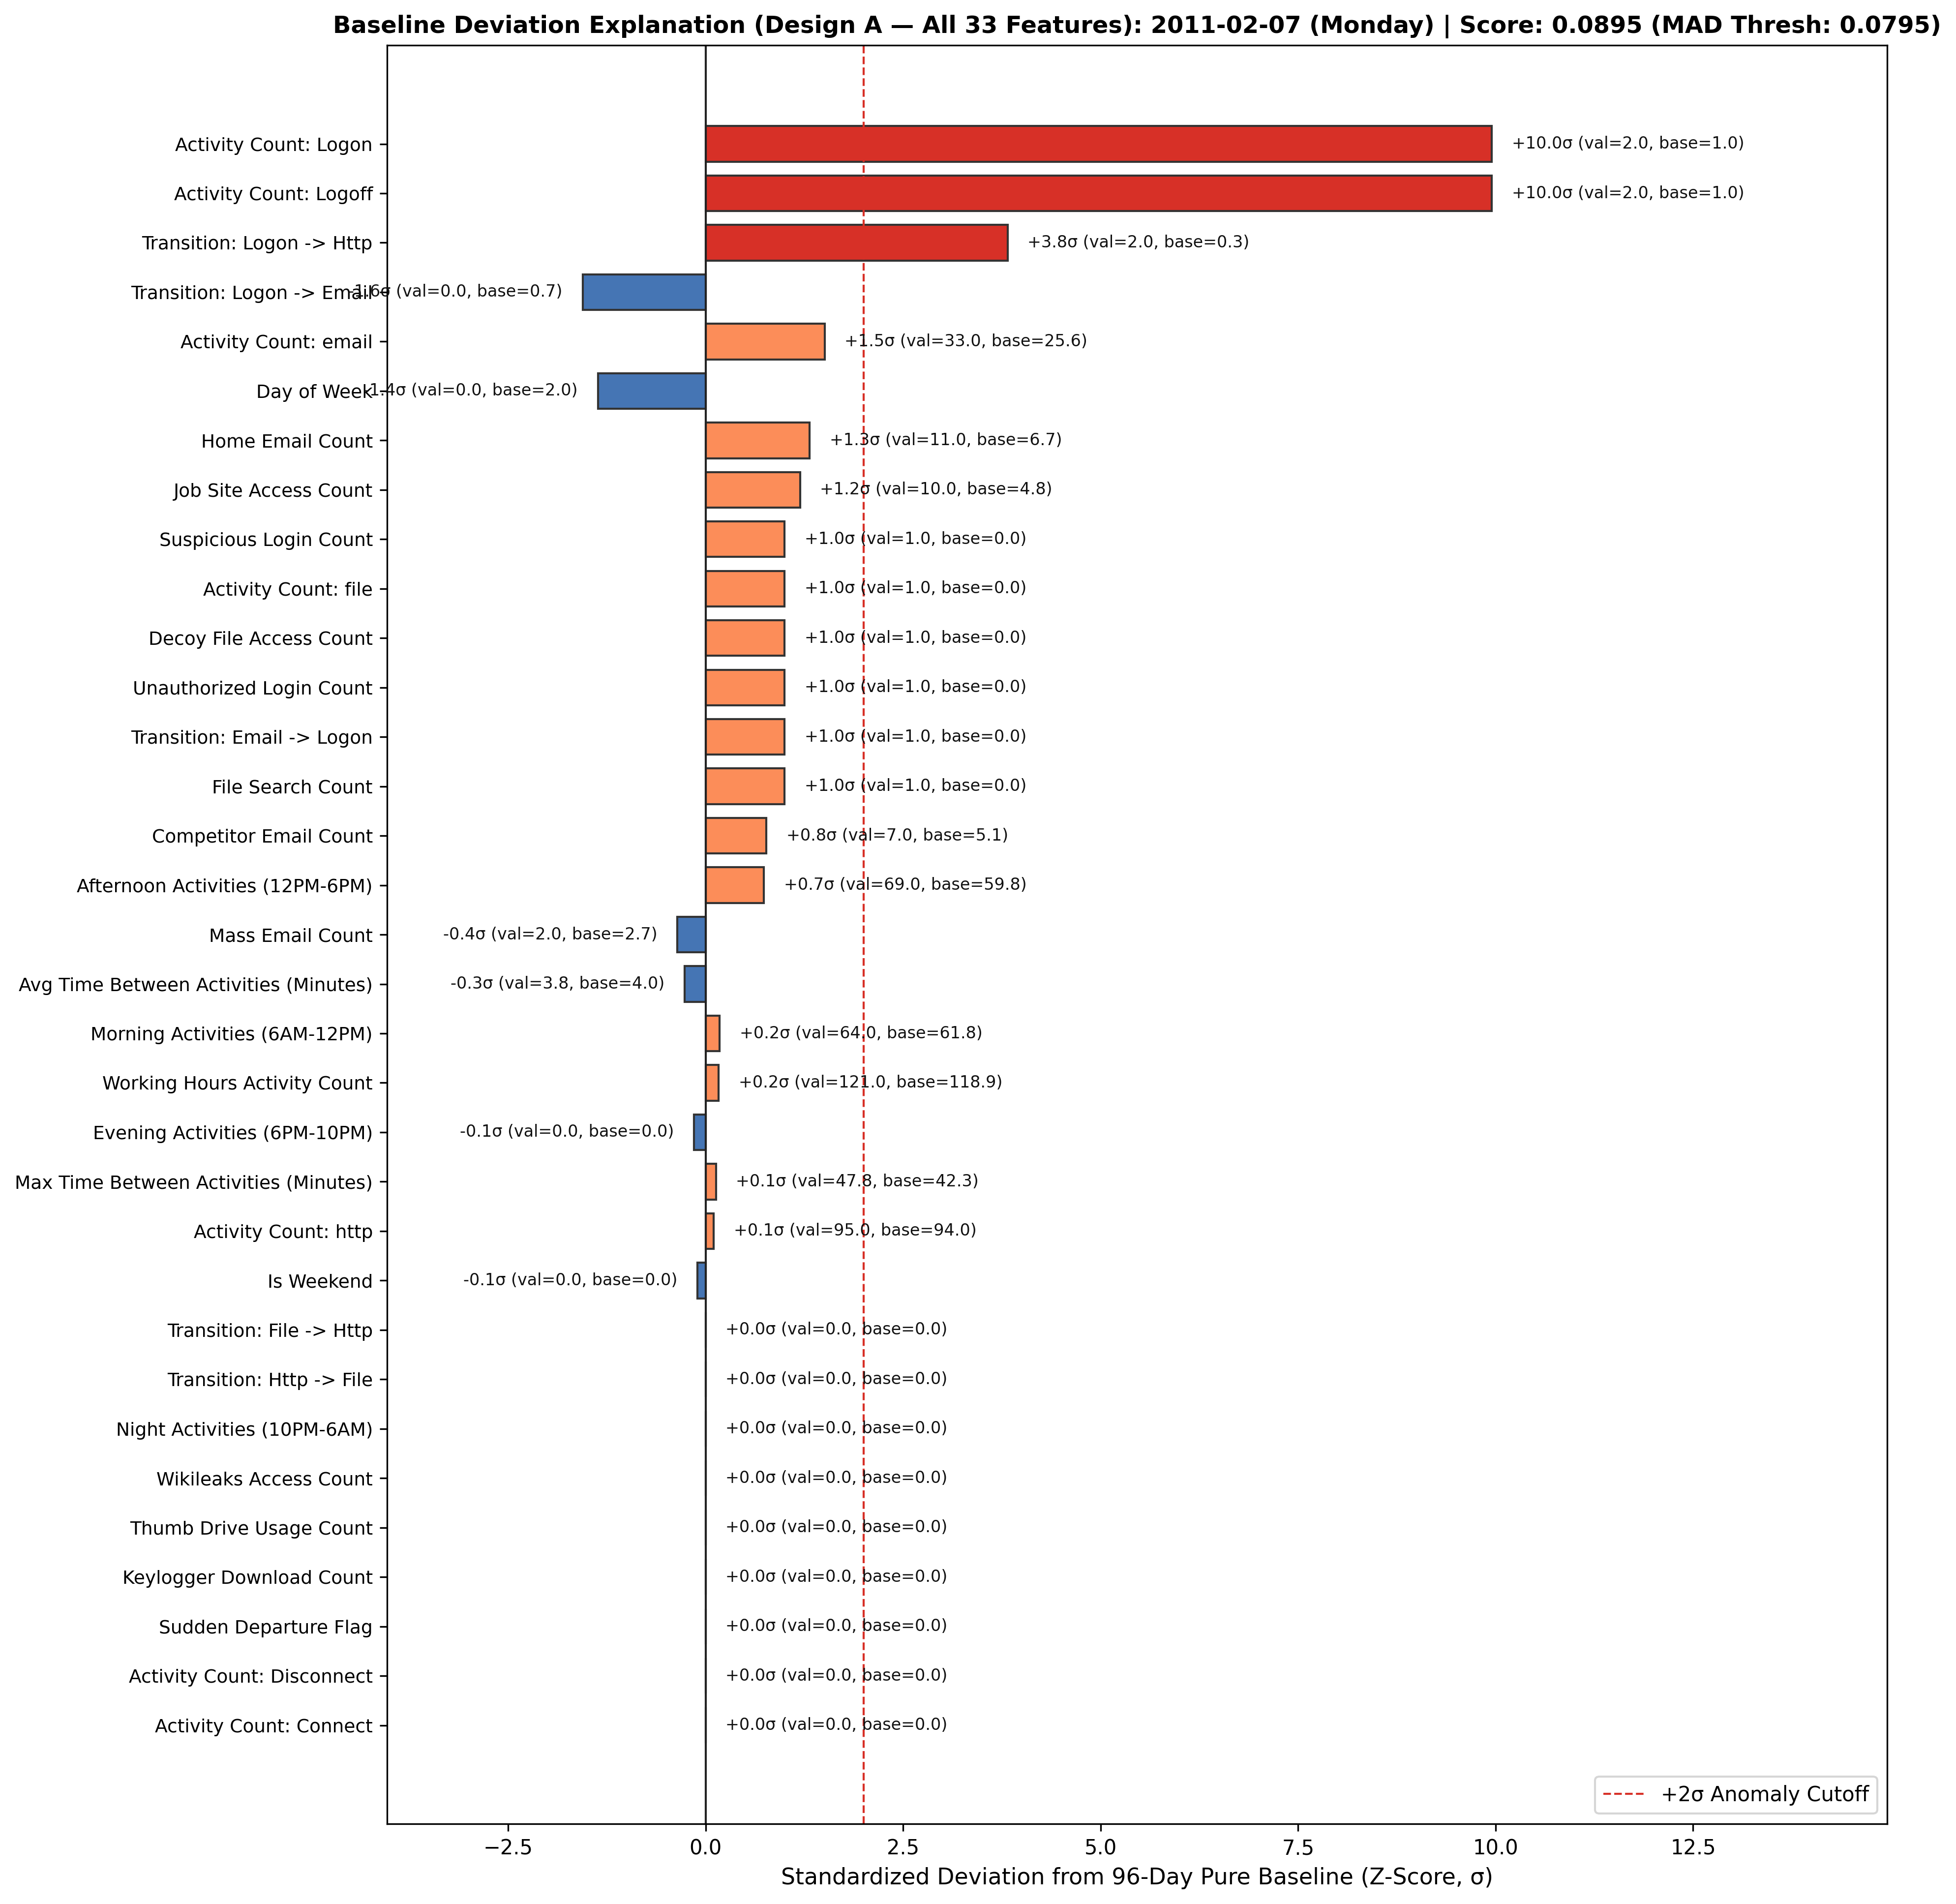 Baseline Deviation Explanation (Design A — All 33 Features): 2011-02-07 (Monday) | Score: 0.0895 (MAD Thresh: 0.0795)
Activity Count: Logon +10.0σ (val=2.0, base=1.0)
Activity Count: Logoff +10.0σ (val=2.0, base=1.0)
Transition: Logon -> Http +3.8σ (val=2.0, base=0.3)
Transition: Logon -> Email -1.6σ (val=0.0, base=0.7)
Activity Count: email +1.5σ (val=33.0, base=25.6)
Day of Week -1.4σ (val=0.0, base=2.0)
Home Email Count +1.3σ (val=11.0, base=6.7)
Job Site Access Count +1.2σ (val=10.0, base=4.8)
Suspicious Login Count +1.0σ (val=1.0, base=0.0)
Activity Count: file +1.0σ (val=1.0, base=0.0)
Decoy File Access Count +1.0σ (val=1.0, base=0.0)
Unauthorized Login Count +1.0σ (val=1.0, base=0.0)
Transition: Email -> Logon +1.0σ (val=1.0, base=0.0)
File Search Count +1.0σ (val=1.0, base=0.0)
Competitor Email Count +0.8σ (val=7.0, base=5.1)
Afternoon Activities (12PM-6PM) +0.7σ (val=69.0, base=59.8)
Mass Email Count -0.4σ (val=2.0, base=2.7)
Avg Time Between Activities (Minutes) -0.3σ (val=3.8, base=4.0)
Morning Activities (6AM-12PM) +0.2σ (val=64.0, base=61.8)
Working Hours Activity Count +0.2σ (val=121.0, base=118.9)
Evening Activities (6PM-10PM) -0.1σ (val=0.0, base=0.0)
Max Time Between Activities (Minutes) +0.1σ (val=47.8, base=42.3)
Activity Count: http +0.1σ (val=95.0, base=94.0)
Is Weekend -0.1σ (val=0.0, base=0.0)
Transition: File -> Http +0.0σ (val=0.0, base=0.0)
Transition: Http -> File +0.0σ (val=0.0, base=0.0)
Night Activities (10PM-6AM) +0.0σ (val=0.0, base=0.0)
Wikileaks Access Count +0.0σ (val=0.0, base=0.0)
Thumb Drive Usage Count +0.0σ (val=0.0, base=0.0)
Keylogger Download Count +0.0σ (val=0.0, base=0.0)
Sudden Departure Flag +0.0σ (val=0.0, base=0.0)
Activity Count: Disconnect +0.0σ (val=0.0, base=0.0)
Activity Count: Connect +0.0σ (val=0.0, base=0.0)
+2σ Anomaly Cutoff
−2.5 0.0 2.5 5.0 7.5 10.0 12.5
Standardized Deviation from 96-Day Pure Baseline (Z-Score, σ)